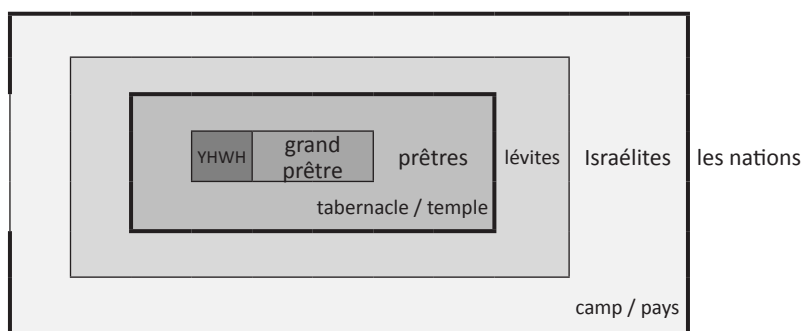 YHWH
grand
prêtre
prêtres
lévites
Israélites
les nations
tabernacle / temple
camp / pays